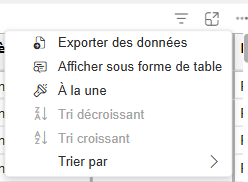 Exporter des données
Afficher sous forme de table
À la une
Tri décroissant
Tri croissant
Trier par